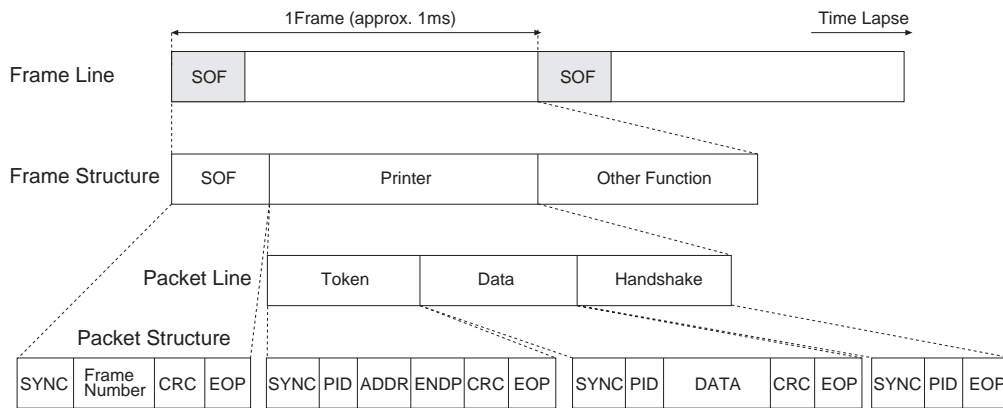 1Frame (approx. 1ms) Time Lapse
Frame Line SOF SOF
Frame Structure SOF Printer Other Function
Packet Line Token Data Handshake
Packet Structure
SYNC Frame Number CRC EOP SYNC PID ADDR ENDP CRC EOP SYNC PID DATA CRC EOP SYNC PID EOP